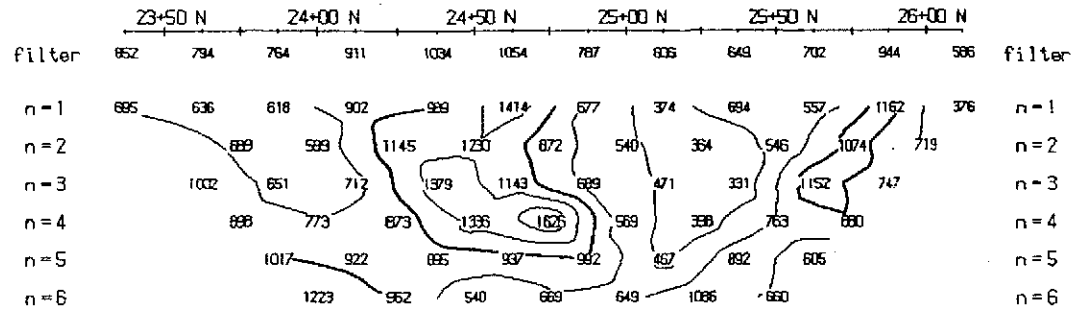 23+50 N 24+00 N 24+50 N 25+00 N 25+50 N 26+00 N
filter 852 794 764 911 1034 1054 787 606 649 702 944 586 filter
n=1 695 636 618 902 989 1414 677 374 694 557 1162 376 n=1
n=2 889 599 1145 1230 872 540 364 546 1074 719 n=2
n=3 1002 651 712 1379 1143 689 471 331 1152 747 n=3
n=4 898 773 873 1336 1626 569 398 763 880 n=4
n=5 1017 922 895 937 992 467 892 605 n=5
n=6 1223 962 540 669 649 1086 660 n=6